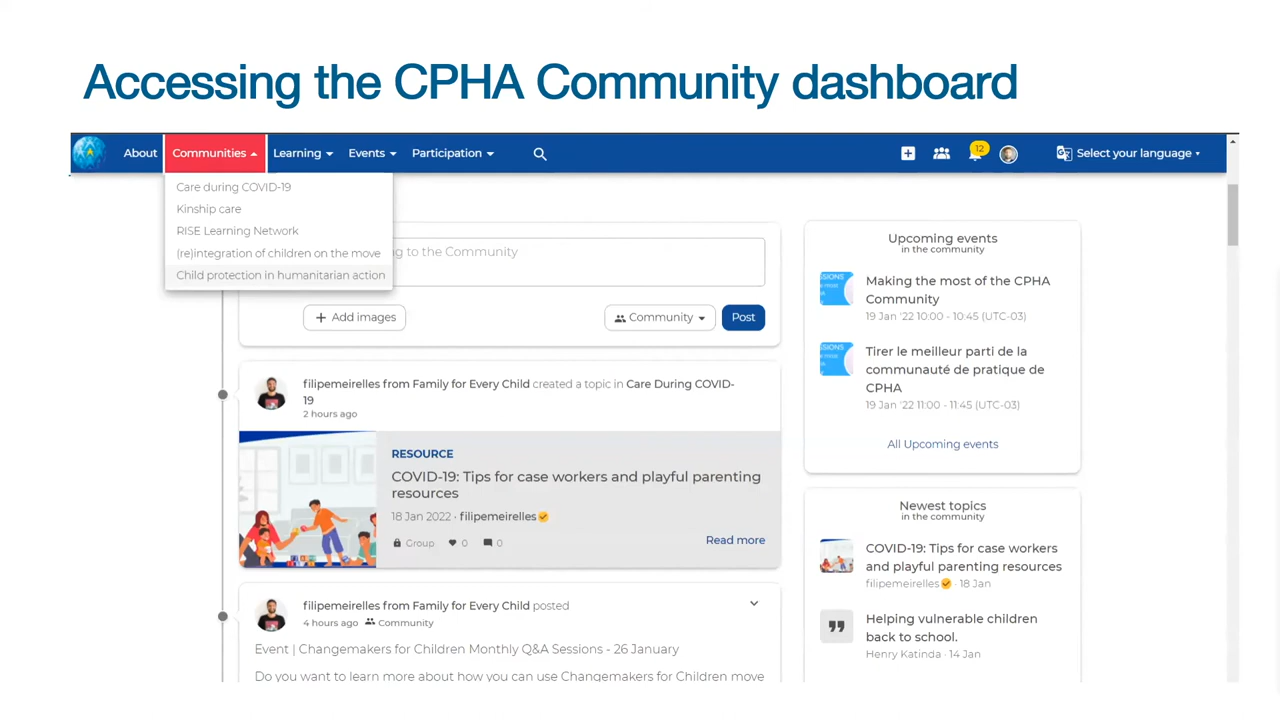 Accessing the CPHA Community dashboard
About Communities Learning Events Participation 12 Select your language
Care during COVID-19
Kinship care
RISE Learning Network
(re)integration of children on the move
Child protection in humanitarian action
to the Community
Add images Community Post
filipemeirelles from Family for Every Child created a topic in Care During COVID-
19
2 hours ago
RESOURCE
COVID-19: Tips for case workers and playful parenting
resources
18 Jan 2022 · filipemeirelles
Group 0 0 Read more
filipemeirelles from Family for Every Child posted
4 hours ago Community
Event | Changemakers for Children Monthly Q&A Sessions - 26 January
Do you want to learn more about how you can use Changemakers for Children move
Upcoming events
in the community
SSIONS
Making the most of the CPHA
Community
19 Jan '22 10:00 - 10:45 (UTC-03)
SSIONS
Tirer le meilleur parti de la
communauté de pratique de
CPHA
19 Jan '22 11:00 - 11:45 (UTC-03)
All Upcoming events
Newest topics
in the community
COVID-19: Tips for case workers
and playful parenting resources
filipemeirelles · 18 Jan
Helping vulnerable children
back to school.
Henry Katinda · 14 Jan